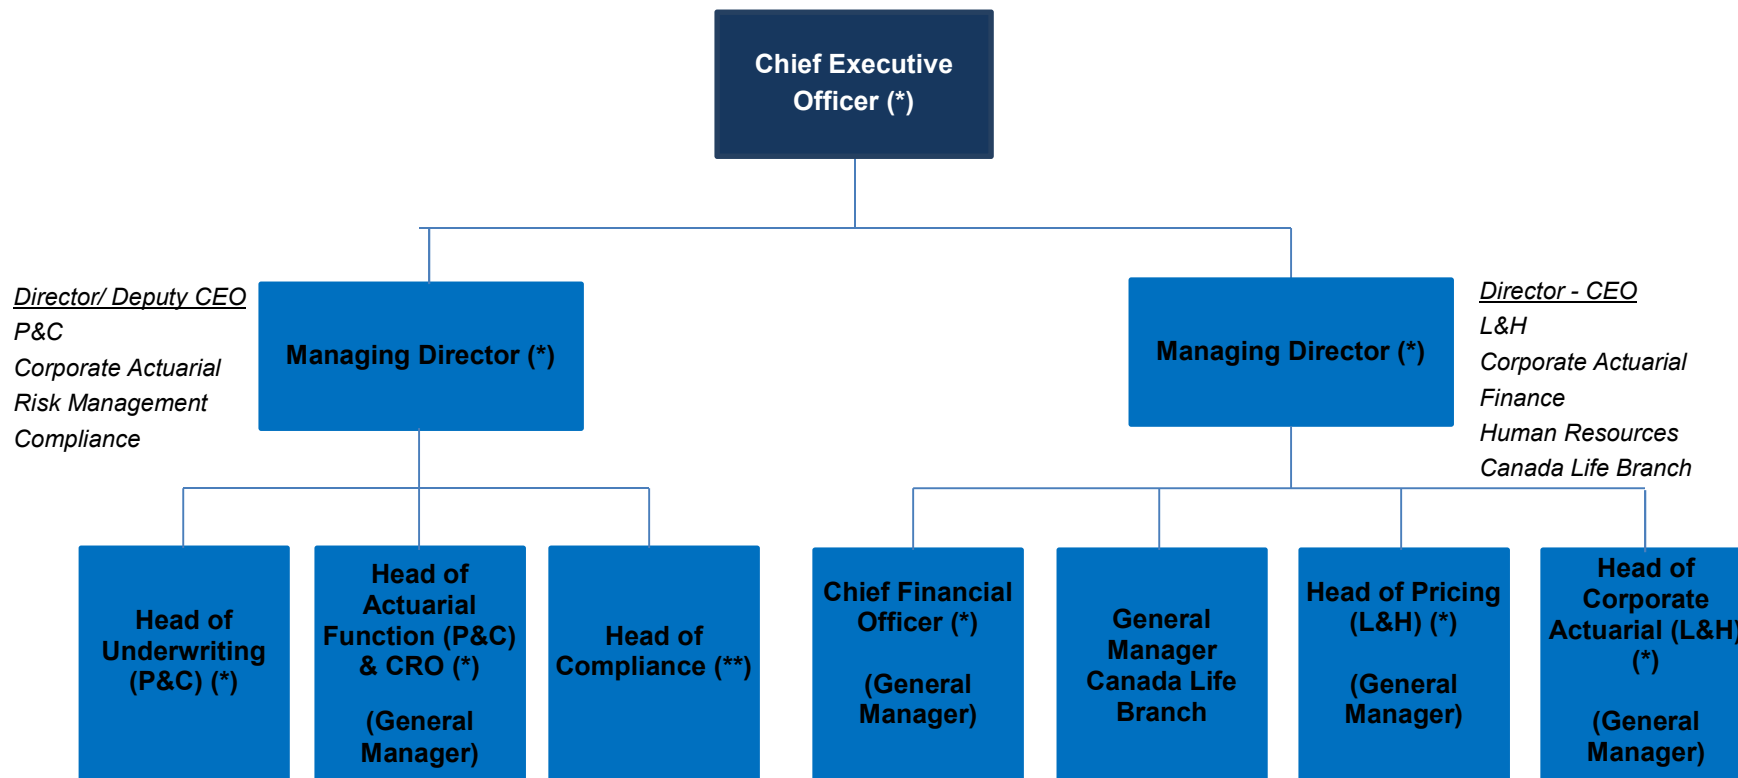 Chief Executive
Officer (*)
Director/ Deputy CEO
P&C
Corporate Actuarial
Risk Management
Compliance
Managing Director (*)
Managing Director (*)
Director - CEO
L&H
Corporate Actuarial
Finance
Human Resources
Canada Life Branch
Head of
Underwriting
(P&C) (*)
Head of
Actuarial
Function (P&C)
& CRO (*)
(General
Manager)
Head of
Compliance (**)
Chief Financial
Officer (*)
(General
Manager)
General
Manager
Canada Life
Branch
Head of Pricing
(L&H) (*)
(General
Manager)
Head of
Corporate
Actuarial (L&H)
(*)
(General
Manager)